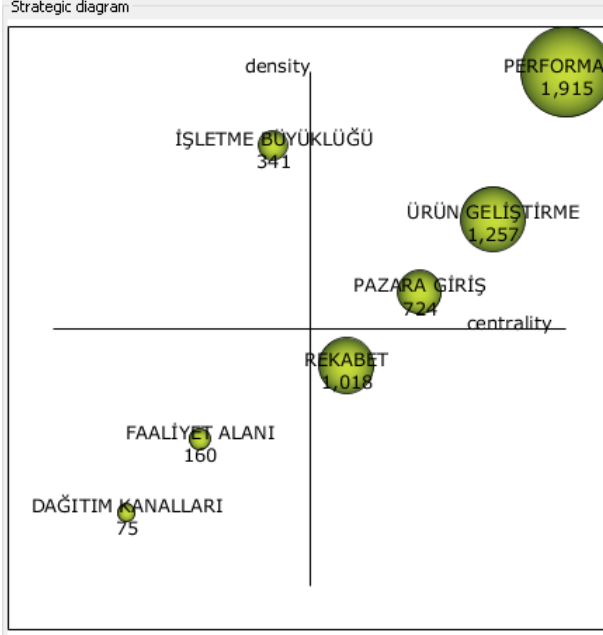 Strategic diagram
density
PERFORMA
1,915
İŞLETME BÜYÜKLÜĞÜ
341
ÜRÜN GELİŞTİRME
1,257
PAZARA GİRİŞ
724
centrality
REKABET
1,018
FAALİYET ALANI
160
DAĞITIM KANALLARI
75